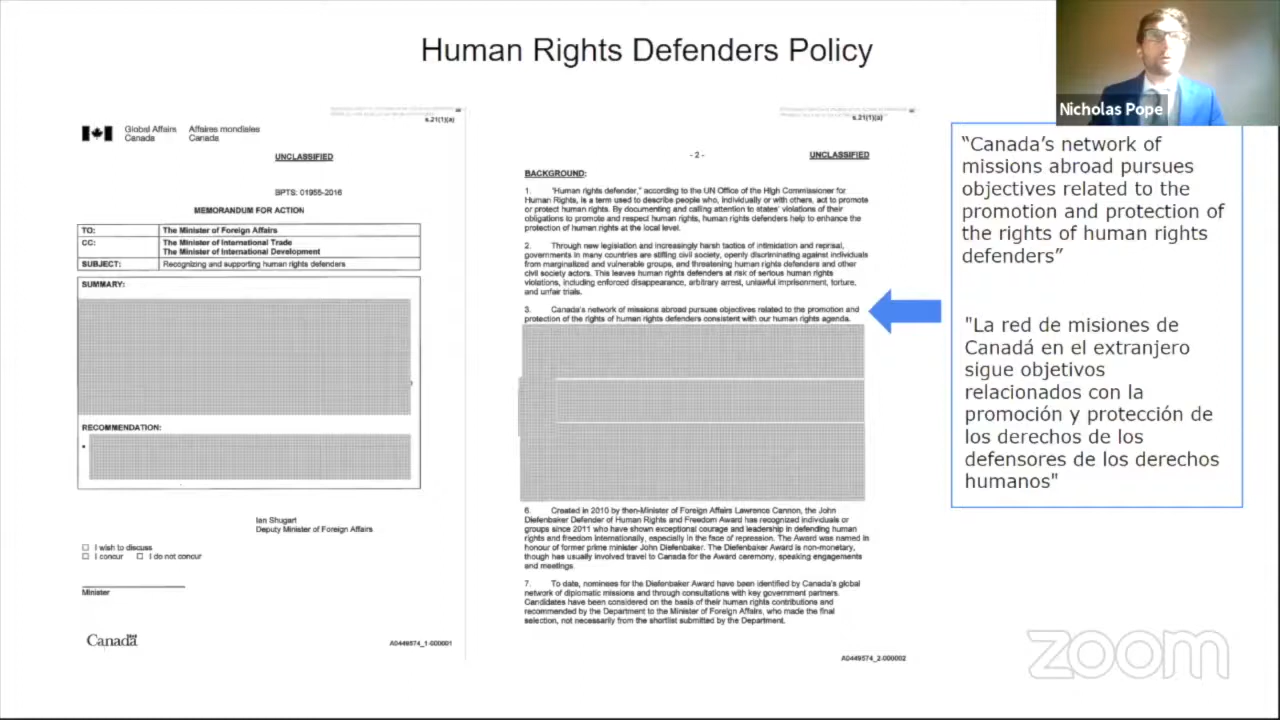 Human Rights Defenders Policy
Nicholas Pope
s.21(1)(a)
Global Affairs Affaires mondiales
Canada Canada
UNCLASSIFIED
BPTS: 01955-2016
MEMORANDUM FOR ACTION
TO: The Minister of Foreign Affairs
CC: The Minister of International Trade
The Minister of International Development
SUBJECT: Recognizing and supporting human rights defenders
SUMMARY:
RECOMMENDATION:
Ian Shugart
Deputy Minister of Foreign Affairs
☐ I wish to discuss
☐ I concur ☐ I do not concur
Minister
Canada
A0449574_1-000001
s.21(1)(a)
- 2 -
UNCLASSIFIED
BACKGROUND:
1. "Human rights defender," according to the UN Office of the High Commissioner for
Human Rights, is a term used to describe people who, individually or with others, act to promote
or protect human rights. By documenting and calling attention to states' violations of their
obligations to promote and respect human rights, human rights defenders help to enhance the
protection of human rights at the local level.
2. Through new legislation and increasingly harsh tactics of intimidation and reprisal,
governments in many countries are stifling civil society, openly discriminating against individuals
from marginalized and vulnerable groups, and threatening human rights defenders and other
civil society actors. This leaves human rights defenders at risk of serious human rights
violations, including enforced disappearance, arbitrary arrest, unlawful imprisonment, torture,
and unfair trials.
3. Canada's network of missions abroad pursues objectives related to the promotion and
protection of the rights of human rights defenders consistent with our human rights agenda.
6. Created in 2010 by then-Minister of Foreign Affairs Lawrence Cannon, the John
Diefenbaker Defender of Human Rights and Freedom Award has recognized individuals or
groups since 2011 who have shown exceptional courage and leadership in defending human
rights and freedom internationally, especially in the face of repression. The Award was named in
honour of former prime minister John Diefenbaker. The Diefenbaker Award is non-monetary,
though has usually involved travel to Canada for the Award ceremony, speaking engagements
and meetings.
7. To date, nominees for the Diefenbaker Award have been identified by Canada's global
network of diplomatic missions and through consultations with key government partners.
Candidates have been considered on the basis of their human rights contributions and
recommended by the Department to the Minister of Foreign Affairs, who made the final
selection, not necessarily from the shortlist submitted by the Department.
A0449574_2-000002
“Canada’s network of
missions abroad pursues
objectives related to the
promotion and protection of
the rights of human rights
defenders”
"La red de misiones de
Canadá en el extranjero
sigue objetivos
relacionados con la
promoción y protección de
los derechos de los
defensores de los derechos
humanos"
zoom